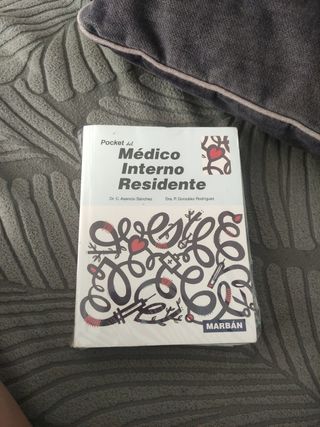 Pocket del
Médico
Interno
Residente
Dr. C. Asencio Sánchez Dra. P. González Rodríguez
MARBÁN